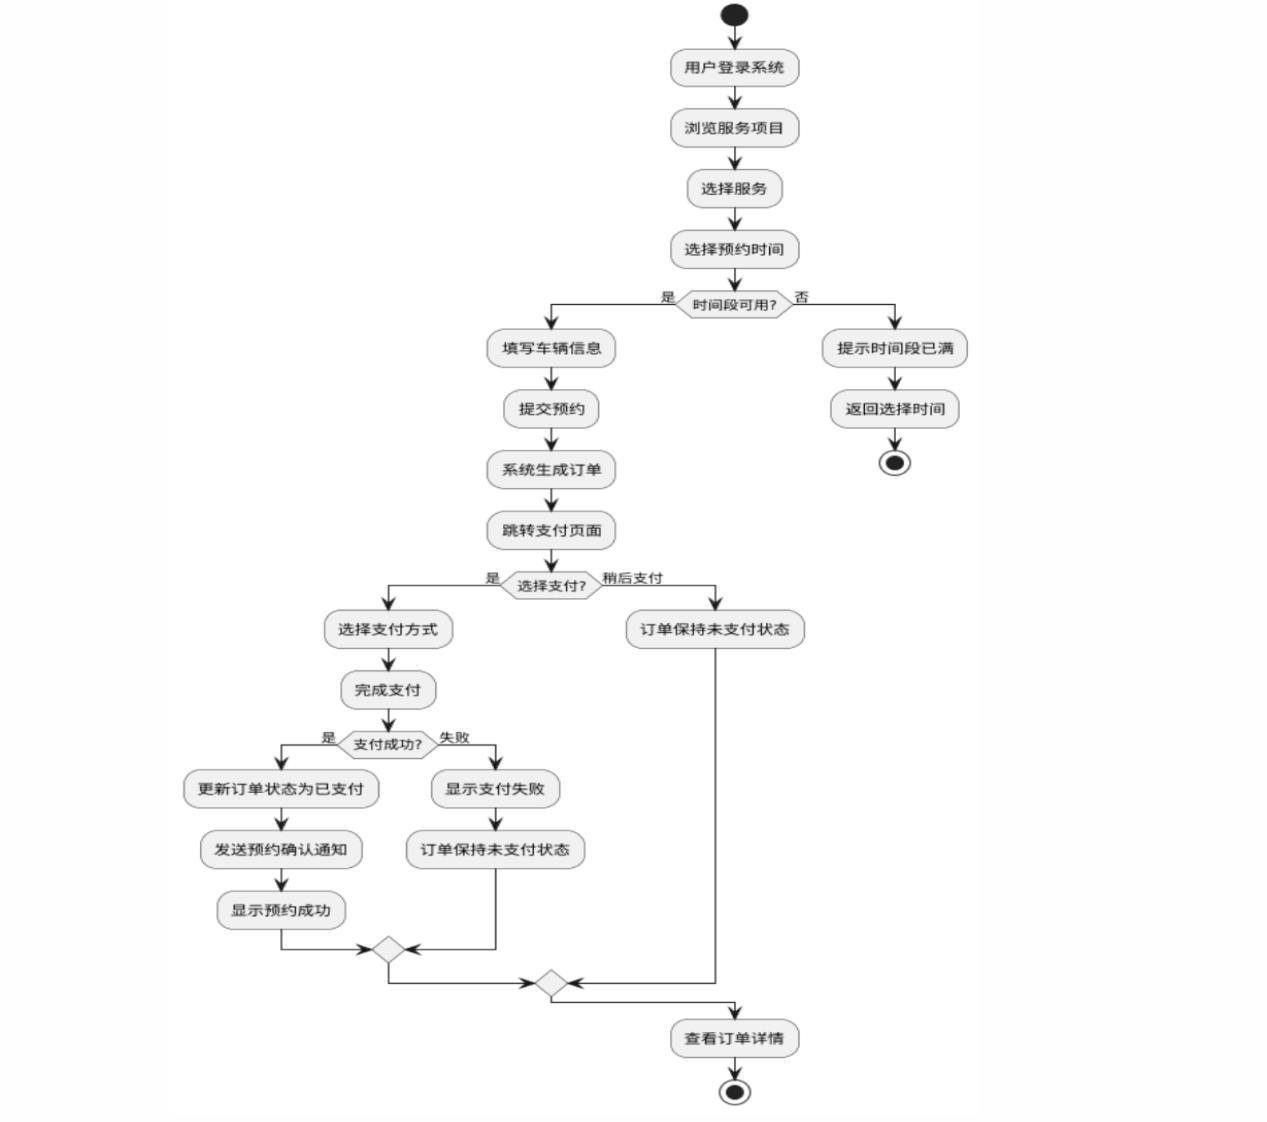 用户登录系统
浏览服务项目
选择服务
选择预约时间
是
时间段可用?
否
填写车辆信息
提示时间段已满
提交预约
返回选择时间
系统生成订单
跳转支付页面
是
选择支付?
稍后支付
选择支付方式
订单保持未支付状态
完成支付
是
支付成功?
失败
更新订单状态为已支付
显示支付失败
发送预约确认通知
订单保持未支付状态
显示预约成功
查看订单详情